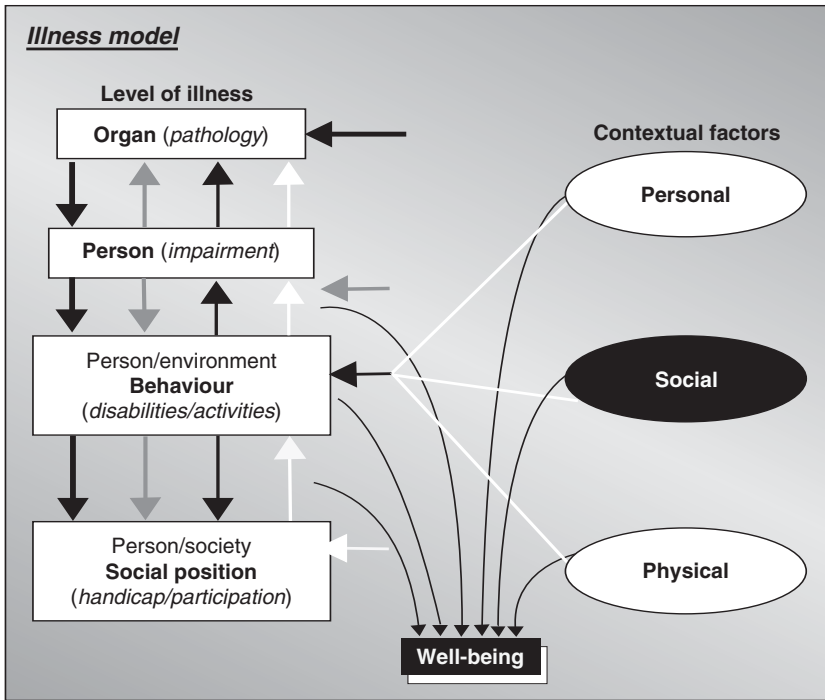 Illness model
Level of illness
Organ (pathology)
Person (impairment)
Person/environment
Behaviour
(disabilities/activities)
Person/society
Social position
(handicap/participation)
Contextual factors
Personal
Social
Physical
Well-being